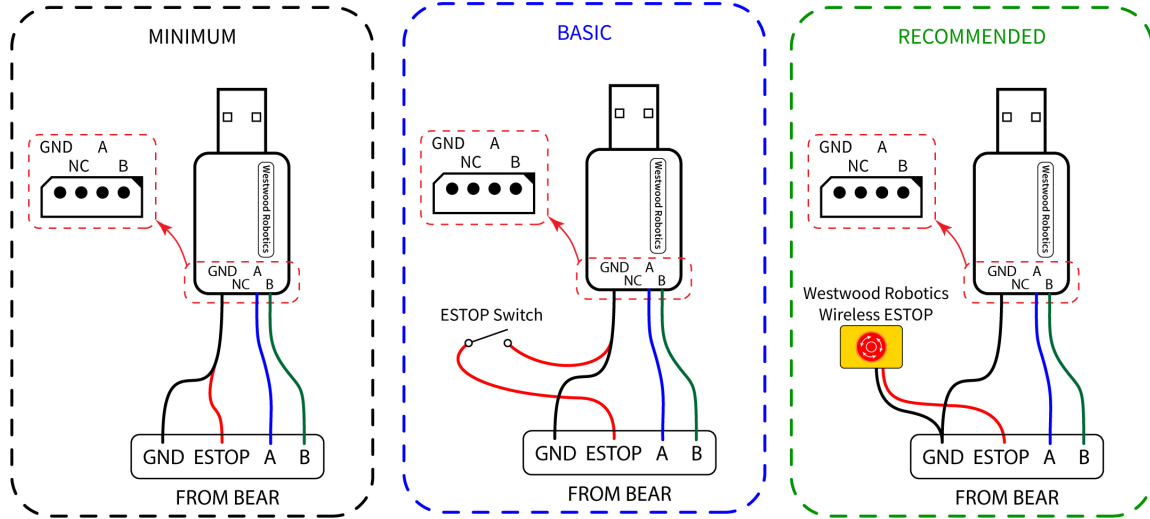 MINIMUM
GND A
NC B
Westwood Robotics
GND A
NC B
GND ESTOP A B
FROM BEAR
BASIC
GND A
NC B
Westwood Robotics
GND A
NC B
ESTOP Switch
GND ESTOP A B
FROM BEAR
RECOMMENDED
GND A
NC B
Westwood Robotics
GND A
NC B
Westwood Robotics
Wireless ESTOP
GND ESTOP A B
FROM BEAR